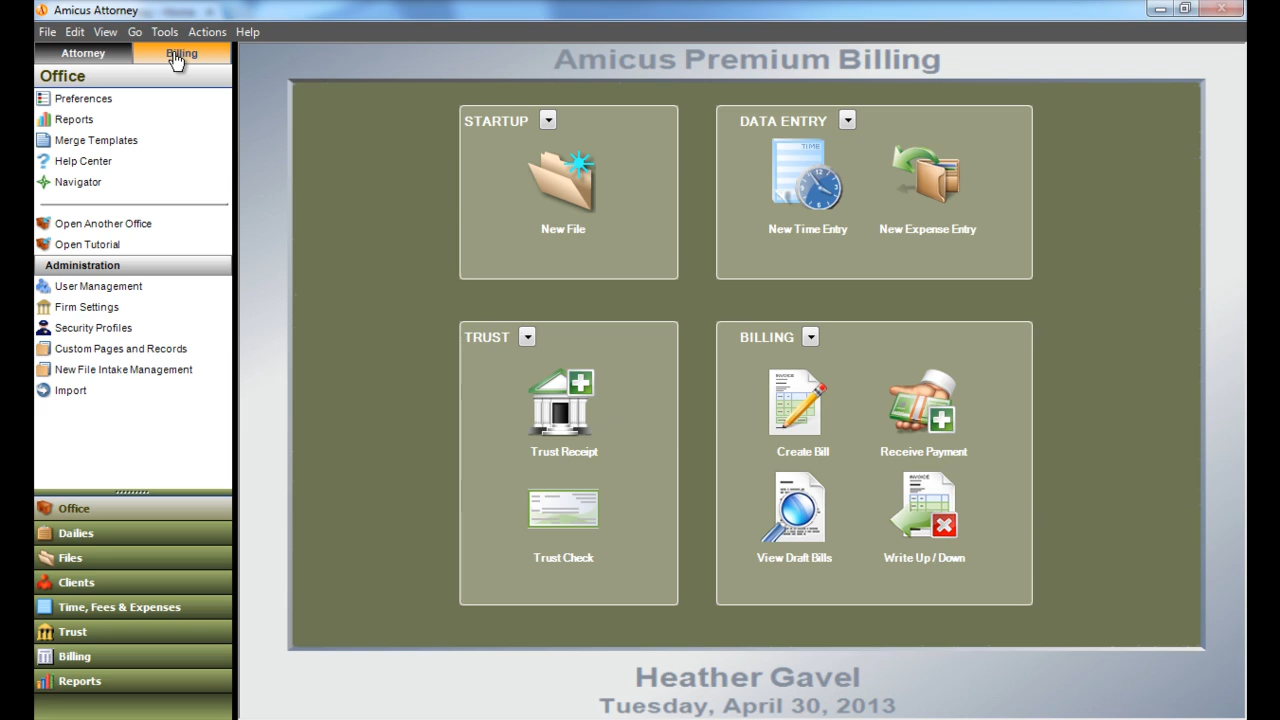 Amicus Attorney
File Edit View Go Tools Actions Help
Attorney Billing
Office
Preferences
Reports
Merge Templates
Help Center
Navigator
Open Another Office
Open Tutorial
Administration
User Management
Firm Settings
Security Profiles
Custom Pages and Records
New File Intake Management
Import
Office
Dailies
Files
Clients
Time, Fees & Expenses
Trust
Billing
Reports
Amicus Premium Billing
STARTUP
New File
DATA ENTRY
TIME
New Time Entry
New Expense Entry
TRUST
Trust Receipt
Trust Check
BILLING
INVOICE
Create Bill
Receive Payment
View Draft Bills
INVOICE
Write Up / Down
Heather Gavel
Tuesday, April 30, 2013